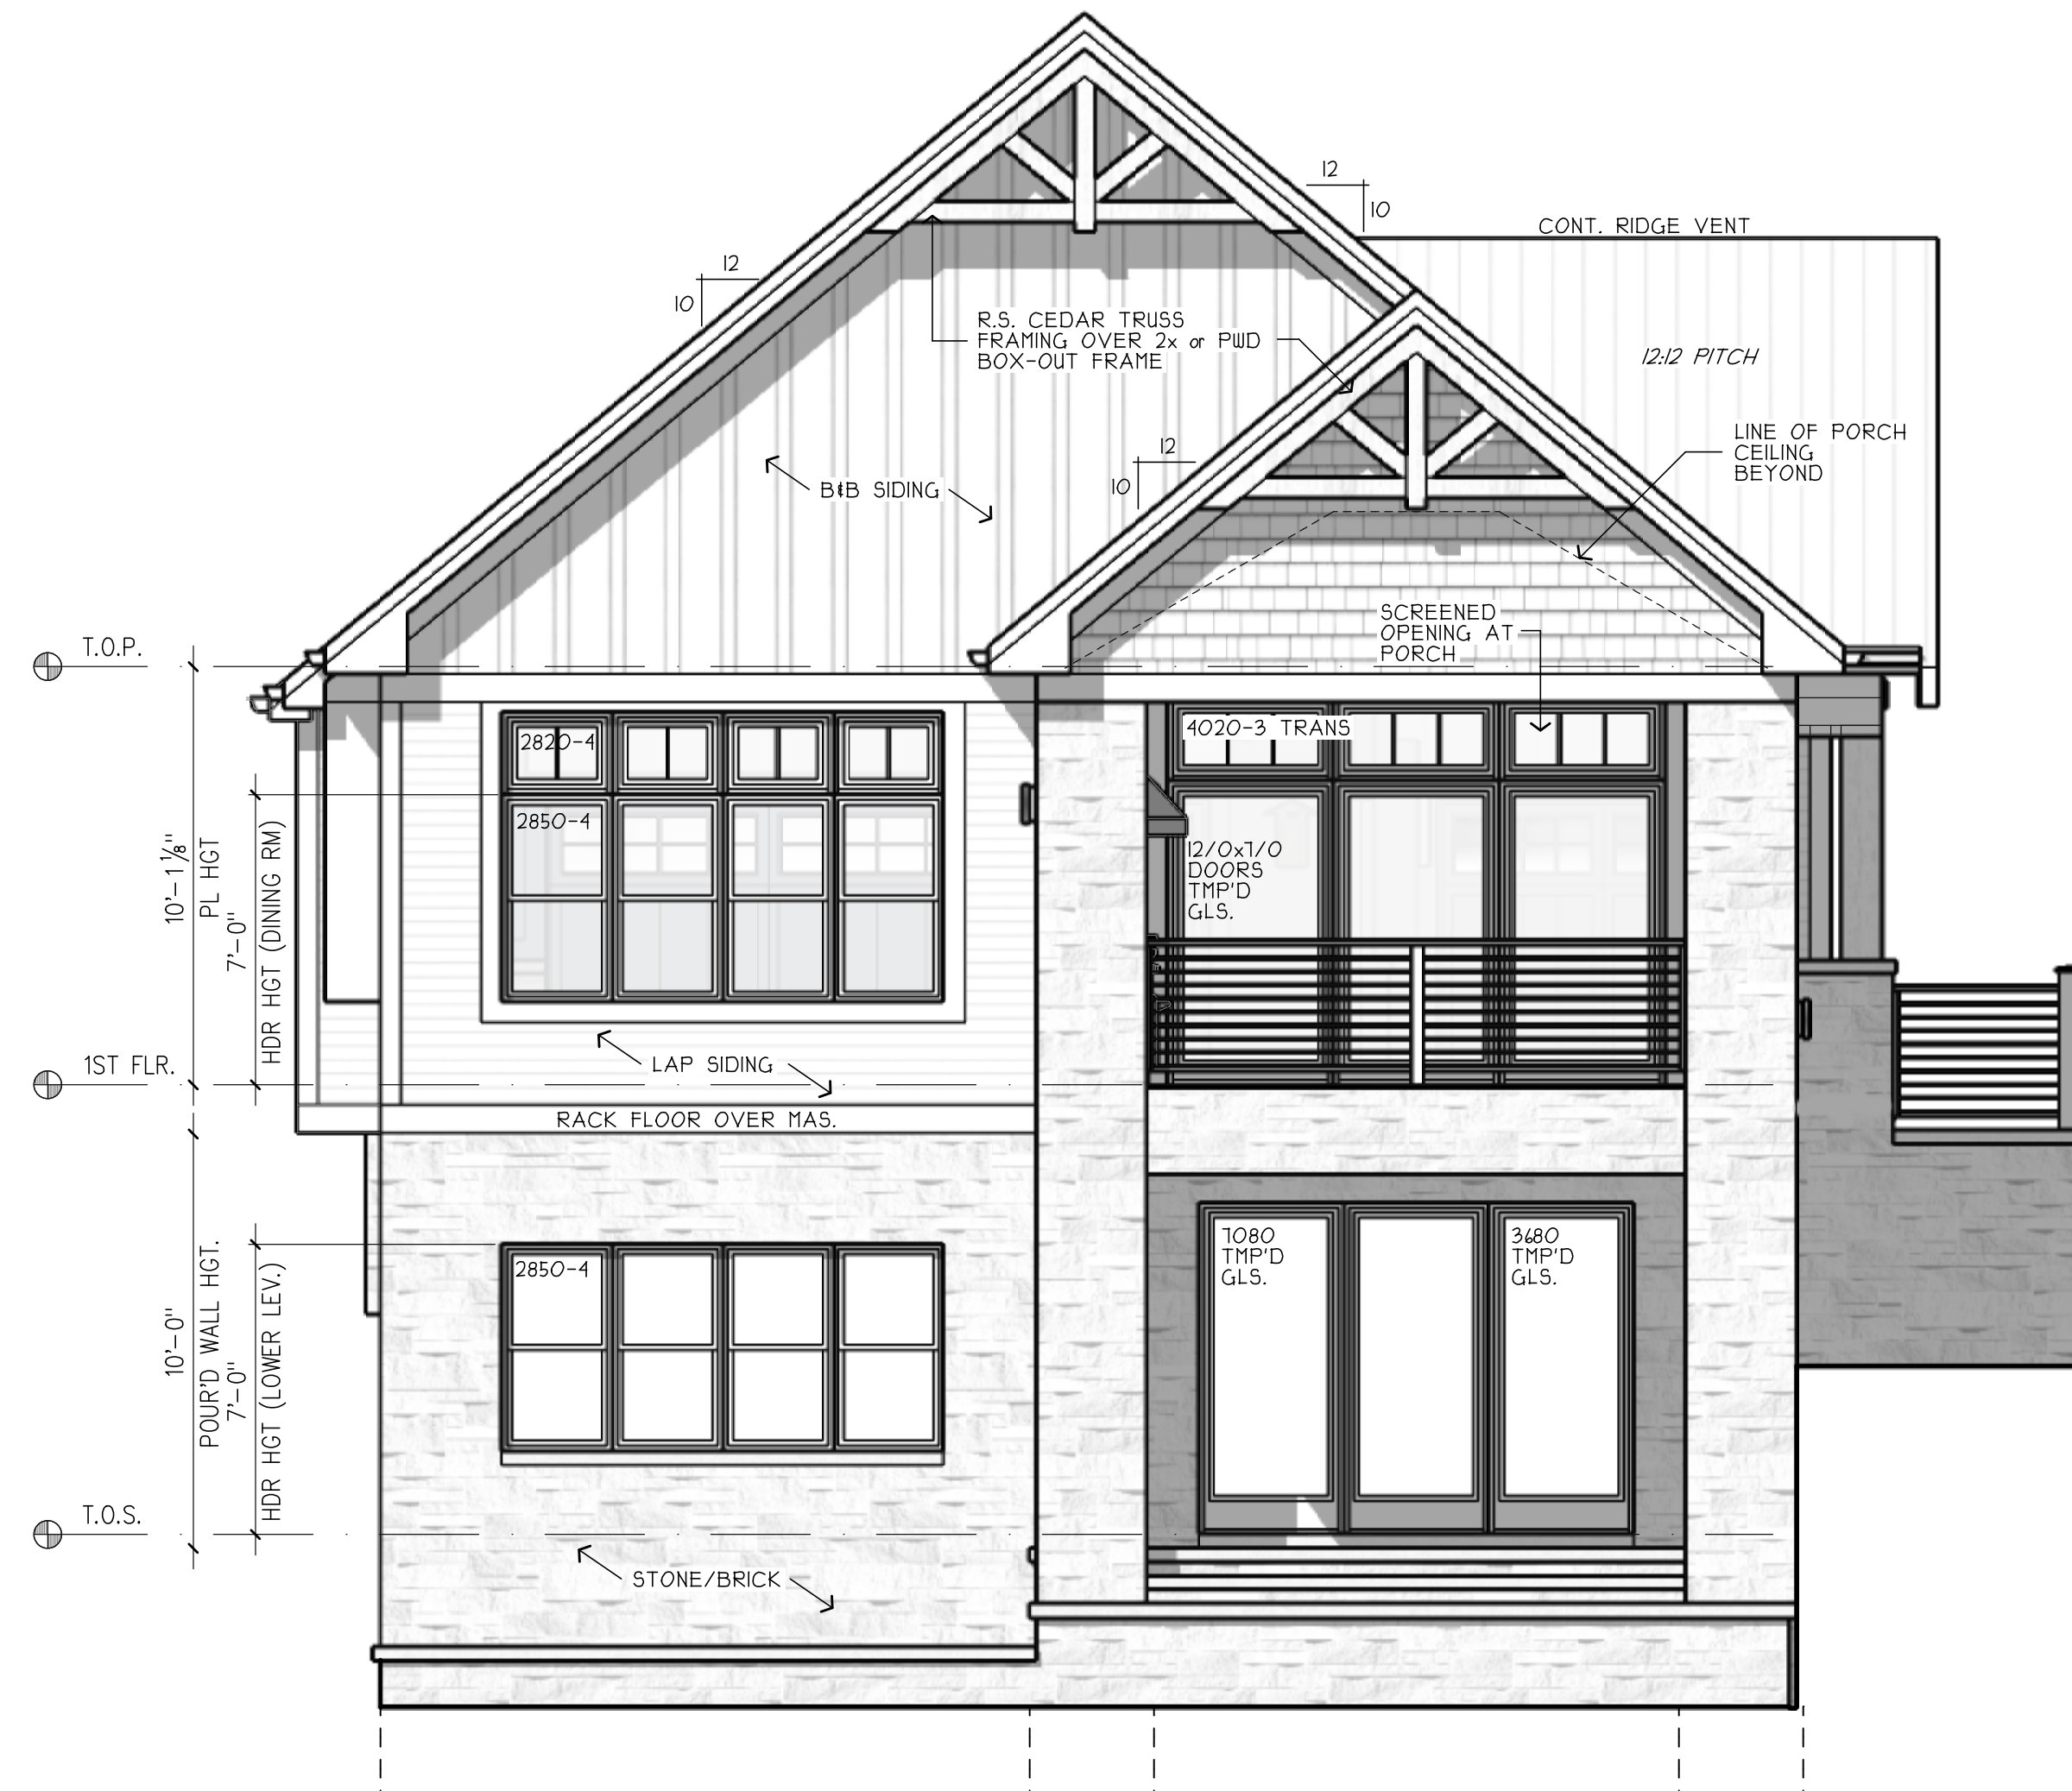 12
10
CONT. RIDGE VENT
12
10
R.S. CEDAR TRUSS
FRAMING OVER 2x or PWD
BOX-OUT FRAME
12:12 PITCH
LINE OF PORCH
CEILING
BEYOND
12
10
B&B SIDING
SCREENED
OPENING AT
PORCH
T.O.P.
4020-3 TRANS
2820-4
2850-4
12/0x7/0
DOORS
TMP'D
GLS.
10'-1 1/8"
PL HGT
7'-0"
HDR HGT (DINING RM)
1ST FLR.
LAP SIDING
RACK FLOOR OVER MAS.
7080
TMP'D
GLS.
3680
TMP'D
GLS.
2850-4
10'-0"
POUR'D WALL HGT.
7'-0"
HDR HGT (LOWER LEV.)
T.O.S.
STONE/BRICK